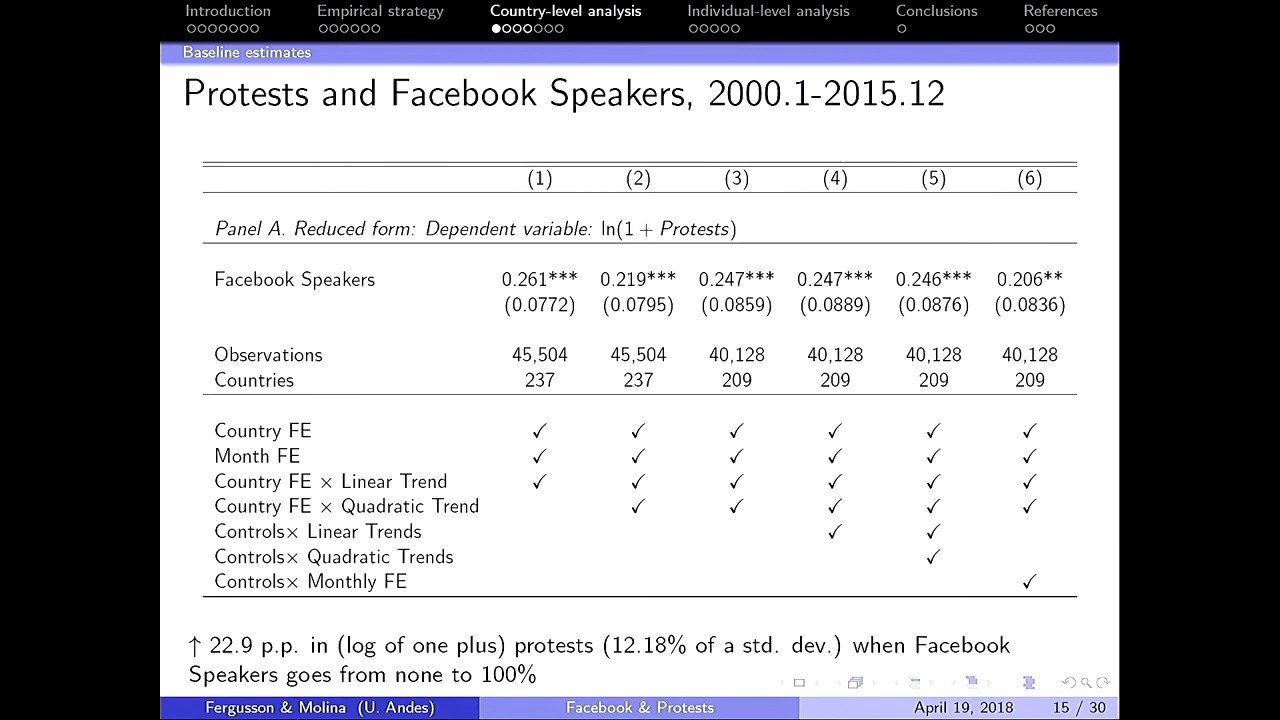 Introduction Empirical strategy Country-level analysis Individual-level analysis Conclusions References
Baseline estimates
Protests and Facebook Speakers, 2000.1-2015.12
(1) (2) (3) (4) (5) (6)
Panel A. Reduced form: Dependent variable: ln(1 + Protests)
Facebook Speakers 0.261*** 0.219*** 0.247*** 0.247*** 0.246*** 0.206**
(0.0772) (0.0795) (0.0859) (0.0889) (0.0876) (0.0836)
Observations 45,504 45,504 40,128 40,128 40,128 40,128
Countries 237 237 209 209 209 209
Country FE ✓ ✓ ✓ ✓ ✓ ✓
Month FE ✓ ✓ ✓ ✓ ✓ ✓
Country FE × Linear Trend ✓ ✓ ✓ ✓ ✓ ✓
Country FE × Quadratic Trend ✓ ✓ ✓ ✓ ✓
Controls× Linear Trends ✓ ✓
Controls× Quadratic Trends ✓
Controls× Monthly FE ✓
↑ 22.9 p.p. in (log of one plus) protests (12.18% of a std. dev.) when Facebook
Speakers goes from none to 100%
Fergusson & Molina (U. Andes) Facebook & Protests April 19, 2018 15 / 30